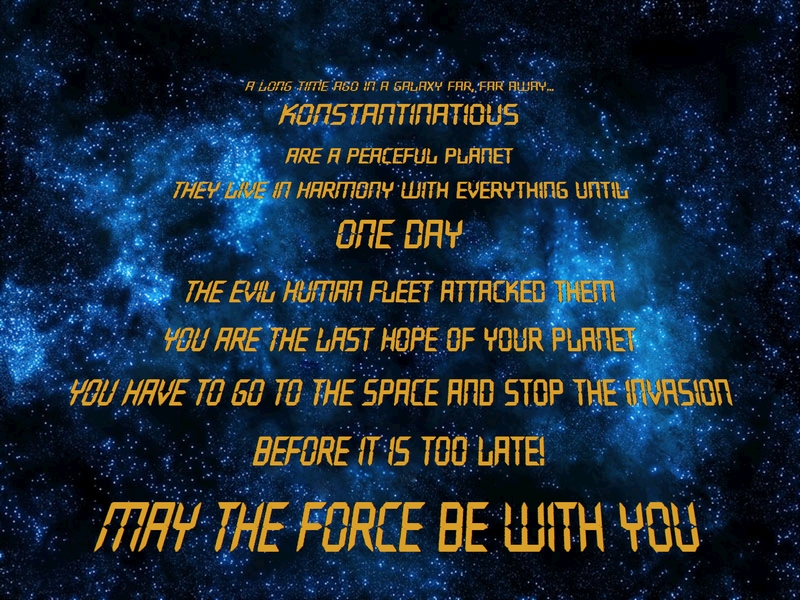 A LONG TIME AGO IN A GALAXY FAR, FAR AWAY...
KONSTANTINATIOUS
ARE A PEACEFUL PLANET
THEY LIVE IN HARMONY WITH EVERYTHING UNTIL
ONE DAY
THE EVIL HUMAN FLEET ATTACKED THEM
YOU ARE THE LAST HOPE OF YOUR PLANET
YOU HAVE TO GO TO THE SPACE AND STOP THE INVASION
BEFORE IT IS TOO LATE!
MAY THE FORCE BE WITH YOU